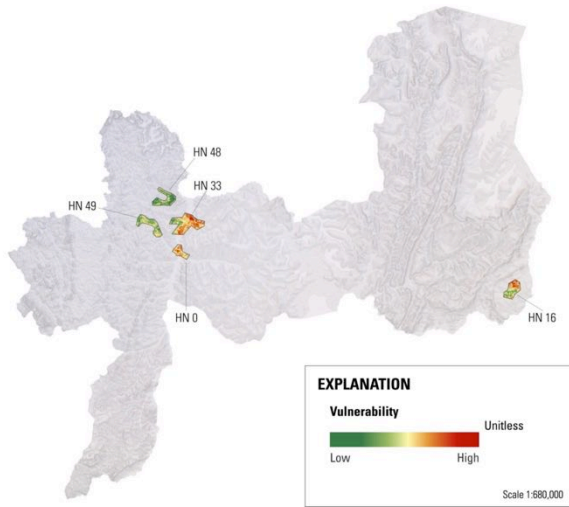 HN 48
HN 33
HN 49
HN 0
HN 16
EXPLANATION
Vulnerability
Unitless
Low
High
Scale 1:680,000